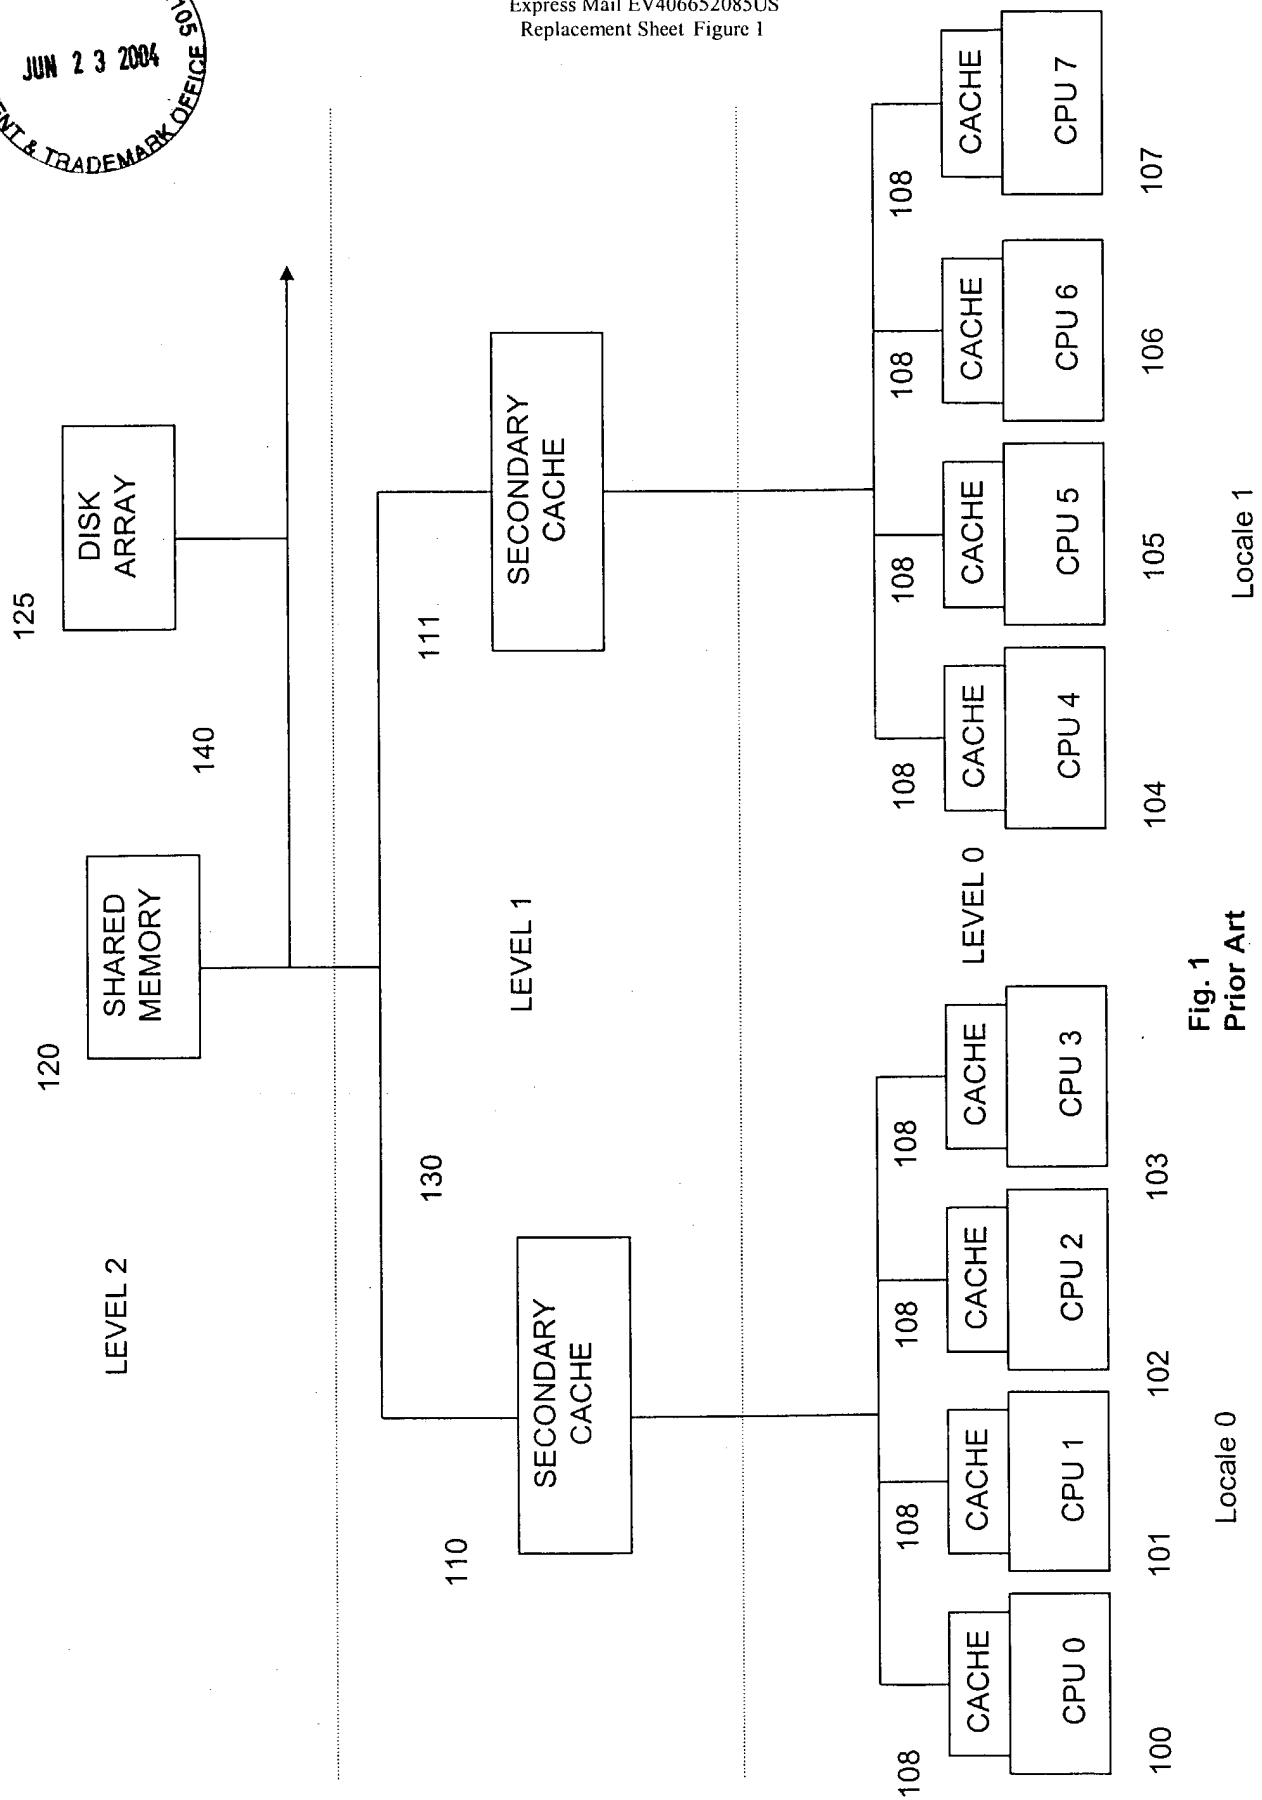 Express Mail EV406652085US
Replacement Sheet Figure 1
105
JUN 2 3 2004
& TRADEMARK OFFICE
LEVEL 2
120
SHARED
MEMORY
140
125
DISK
ARRAY
110
SECONDARY
CACHE
130
LEVEL 1
111
SECONDARY
CACHE
108
108
108
108
108
108
108
108
CACHE
CACHE
CACHE
CACHE
LEVEL 0
CACHE
CACHE
CACHE
CACHE
CPU 0
CPU 1
CPU 2
CPU 3
CPU 4
CPU 5
CPU 6
CPU 7
100
101
102
103
104
105
106
107
Locale 0
Locale 1
Fig. 1
Prior Art